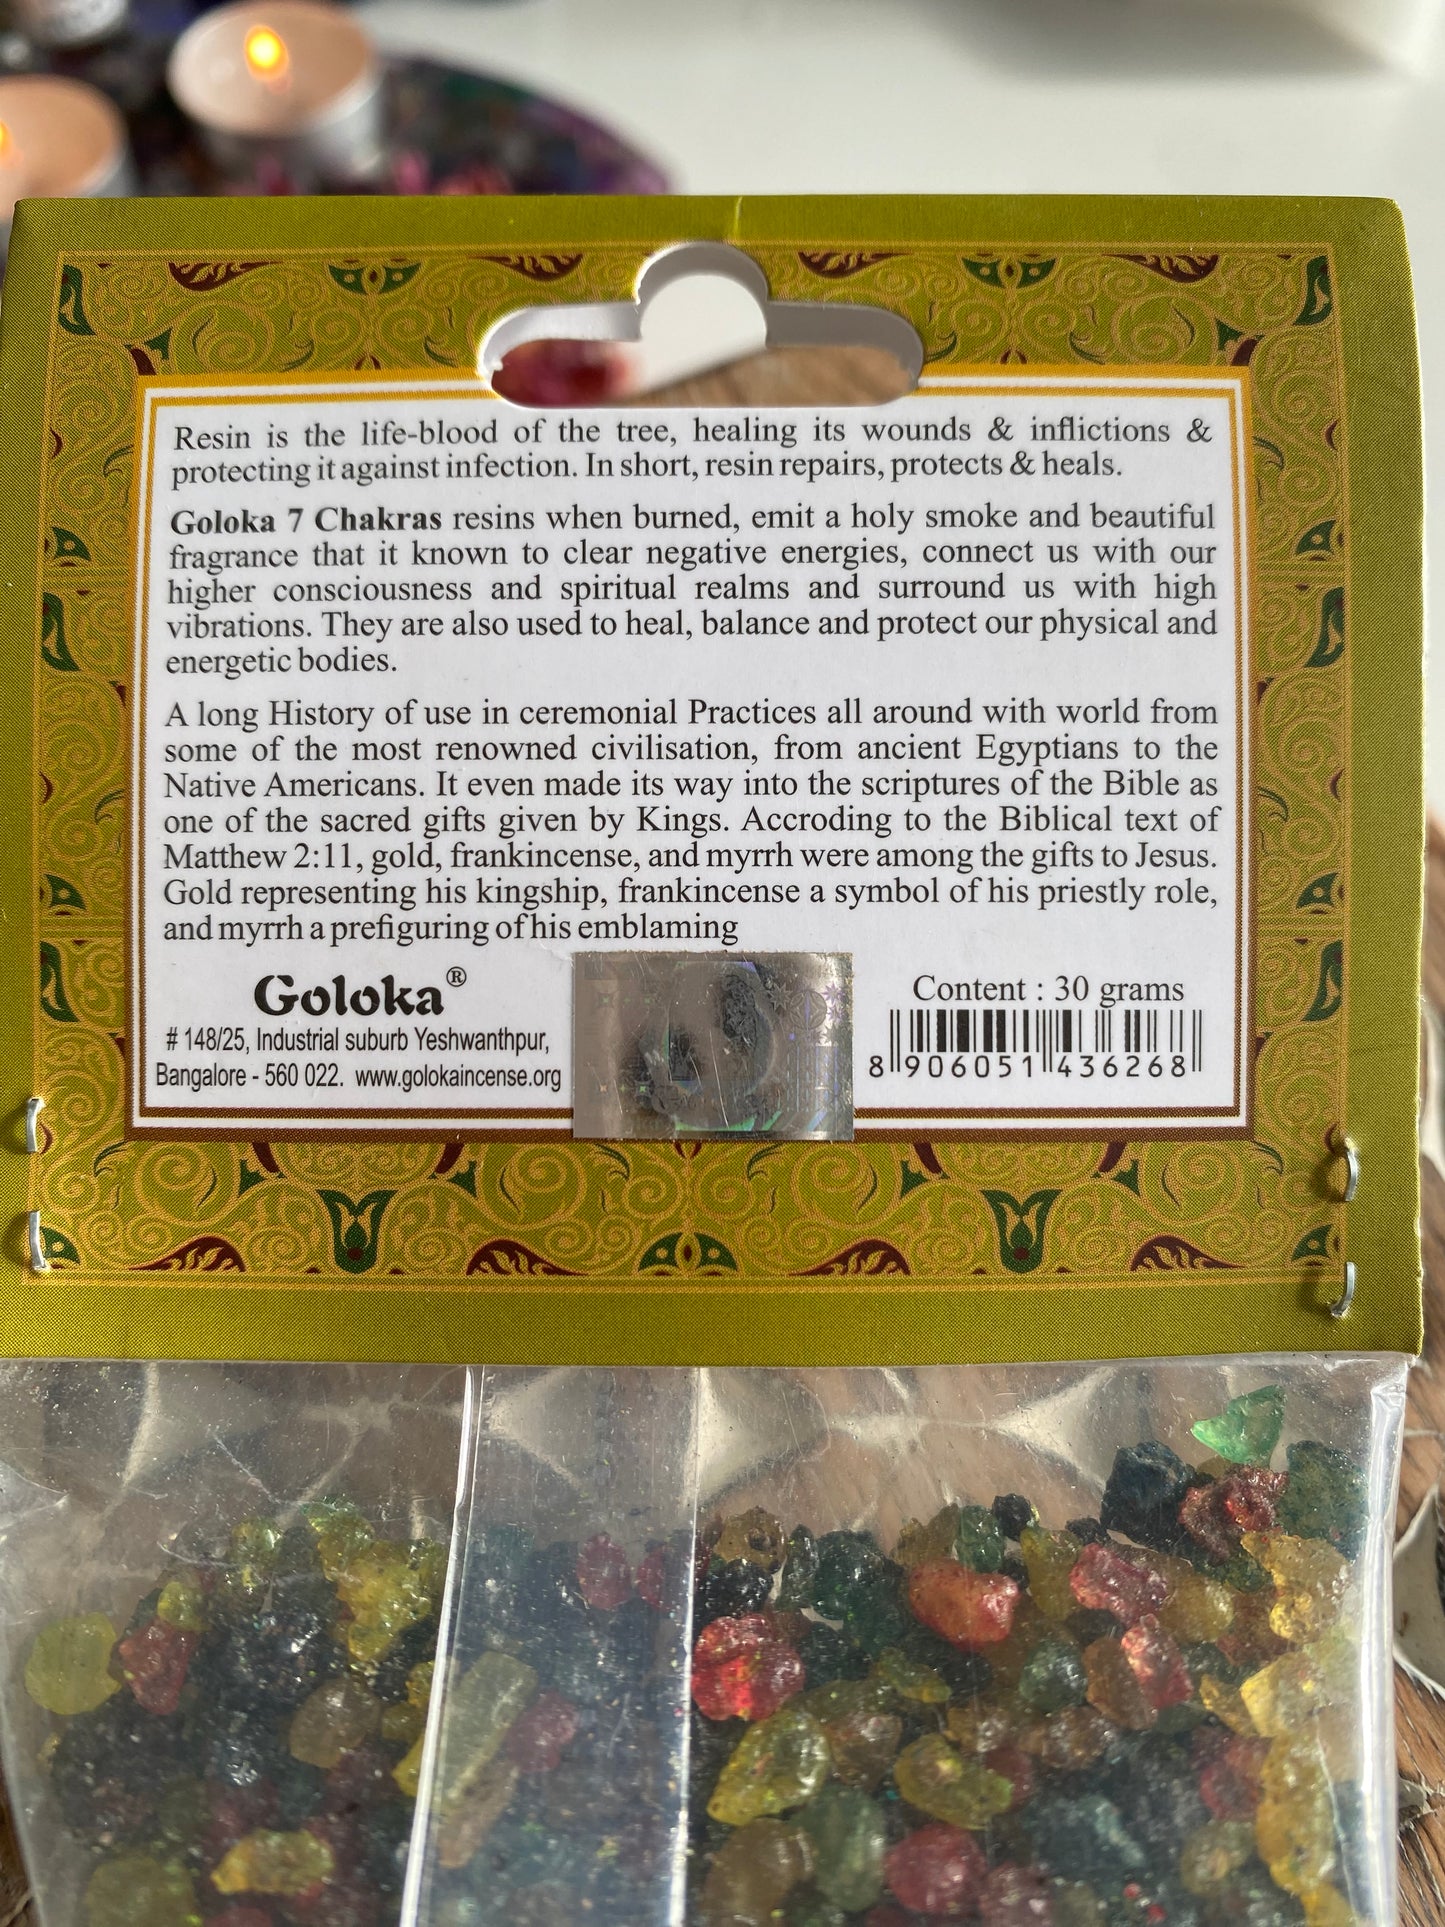 Resin is the life-blood of the tree, healing its wounds & inflictions &
protecting it against infection. In short, resin repairs, protects & heals.
Goloka 7 Chakras resins when burned, emit a holy smoke and beautiful
fragrance that it known to clear negative energies, connect us with our
higher consciousness and spiritual realms and surround us with high
vibrations. They are also used to heal, balance and protect our physical and
energetic bodies.
A long History of use in ceremonial Practices all around with world from
some of the most renowned civilisation, from ancient Egyptians to the
Native Americans. It even made its way into the scriptures of the Bible as
one of the sacred gifts given by Kings. Accroding to the Biblical text of
Matthew 2:11, gold, frankincense, and myrrh were among the gifts to Jesus.
Gold representing his kingship, frankincense a symbol of his priestly role,
and myrrh a prefiguring of his emblaming
Goloka®
# 148/25, Industrial suburb Yeshwanthpur,
Bangalore - 560 022. www.golokaincense.org
Content : 30 grams
8 906051 436268